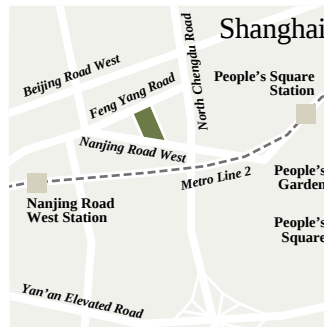 Shanghai
Beijing Road West
Feng Yang Road
North Chengdu Road
People's Square
Station
Nanjing Road West
Metro Line 2
People's
Garden
Nanjing Road
West Station
People's
Square
Yan'an Elevated Road